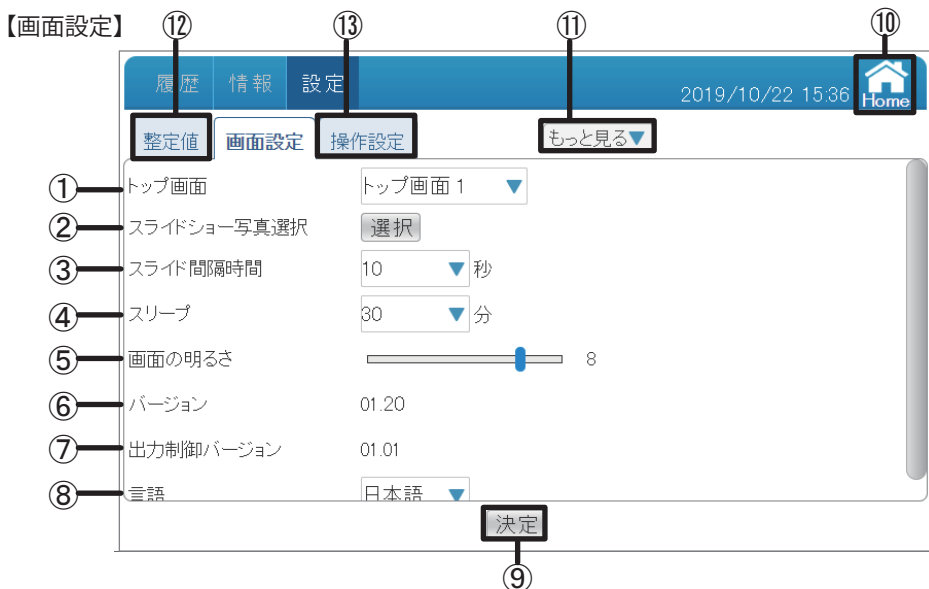 【画面設定】 ⑫ ⑬ ⑪ ⑩
履歴 情報 設定 2019/10/22 15:36 Home
整定値 画面設定 操作設定 もっと見る▼
① トップ画面 トップ画面 1 ▼
② スライドショー写真選択 選択
③ スライド間隔時間 10 ▼ 秒
④ スリープ 30 ▼ 分
⑤ 画面の明るさ 8
⑥ バージョン 01.20
⑦ 出力制御バージョン 01.01
⑧ 言語 日本語 ▼
決定
⑨